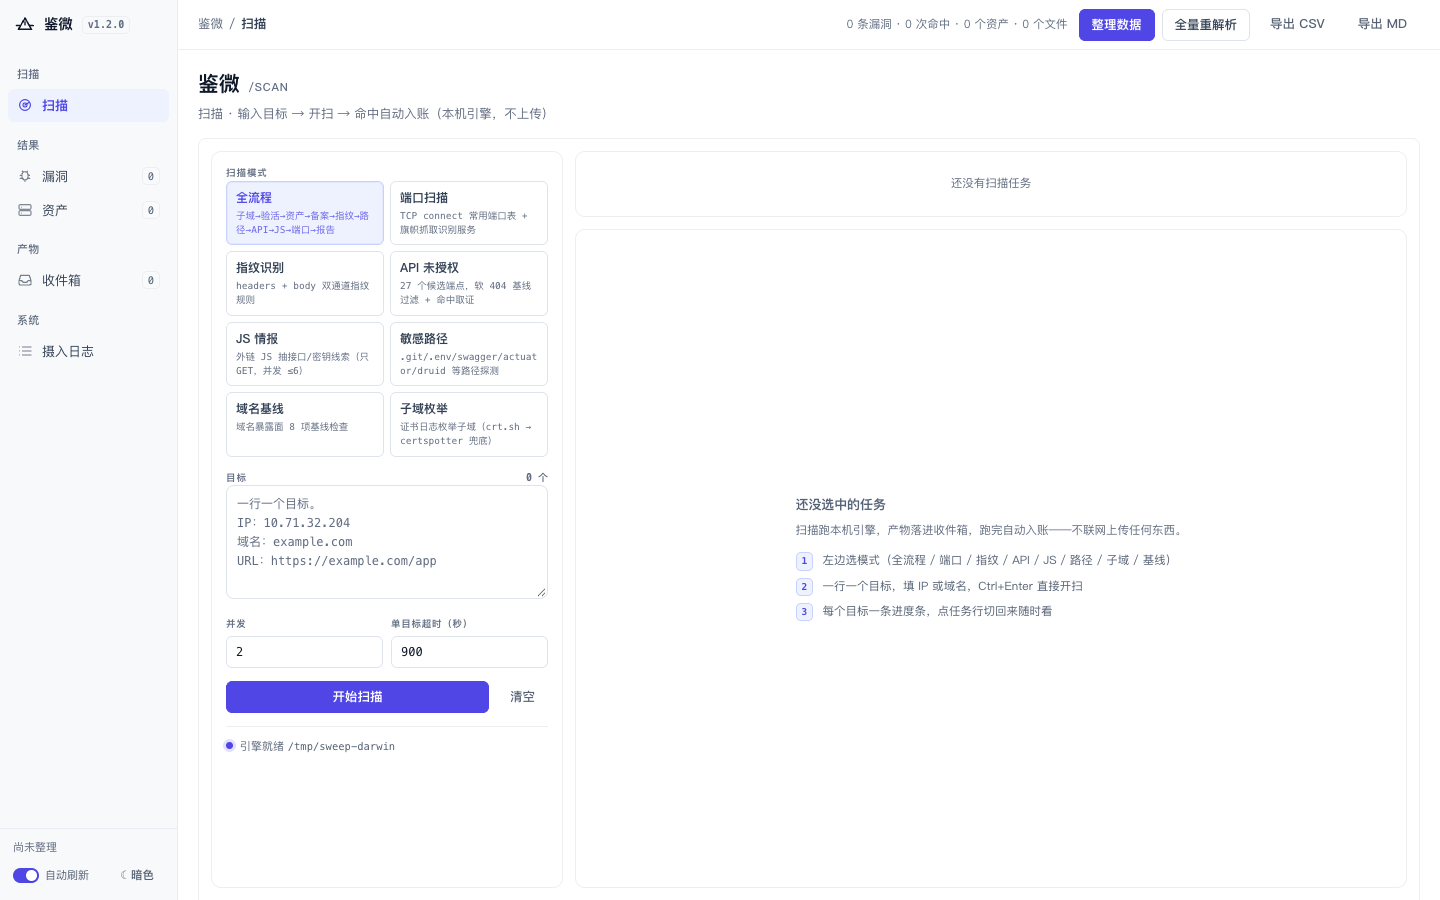 鉴微 v1.2.0
扫描
扫描
结果
漏洞 0
资产 0
产物
收件箱 0
系统
摄入日志
尚未整理
自动刷新 ☾ 暗色
鉴微 / 扫描
0 条漏洞 · 0 次命中 · 0 个资产 · 0 个文件 整理数据 全量重解析 导出 CSV 导出 MD
鉴微 /SCAN
扫描 · 输入目标 → 开扫 → 命中自动入账（本机引擎，不上传）
扫描模式
全流程
子域→验活→资产→备案→指纹→路
径→API→JS→端口→报告
端口扫描
TCP connect 常用端口表 +
旗帜抓取识别服务
指纹识别
headers + body 双通道指纹
规则
API 未授权
27 个候选端点，软 404 基线
过滤 + 命中取证
JS 情报
外链 JS 抽接口/密钥线索（只
GET，并发 ≤6）
敏感路径
.git/.env/swagger/actuat
or/druid 等路径探测
域名基线
域名暴露面 8 项基线检查
子域枚举
证书日志枚举子域（crt.sh →
certspotter 兜底）
目标 0 个
一行一个目标。
IP：10.71.32.204
域名：example.com
URL：https://example.com/app
并发 单目标超时（秒）
2 900
开始扫描 清空
引擎就绪 /tmp/sweep-darwin
还没有扫描任务
还没选中的任务
扫描跑本机引擎，产物落进收件箱，跑完自动入账——不联网上传任何东西。
1 左边选模式（全流程 / 端口 / 指纹 / API / JS / 路径 / 子域 / 基线）
2 一行一个目标，填 IP 或域名，Ctrl+Enter 直接开扫
3 每个目标一条进度条，点任务行切回来随时看